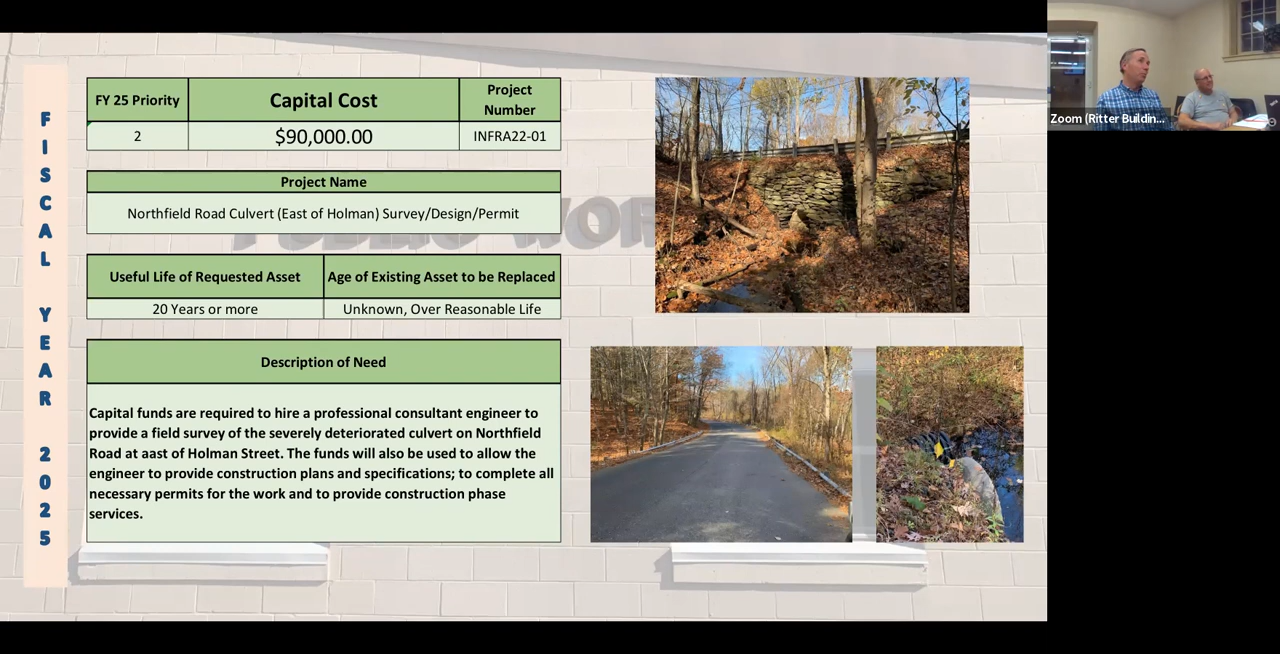 FISCAL YEAR 2025
FY 25 Priority
Capital Cost
Project
Number
2
$90,000.00
INFRA22-01
Project Name
Northfield Road Culvert (East of Holman) Survey/Design/Permit
Useful Life of Requested Asset
Age of Existing Asset to be Replaced
20 Years or more
Unknown, Over Reasonable Life
Description of Need
Capital funds are required to hire a professional consultant engineer to
provide a field survey of the severely deteriorated culvert on Northfield
Road at aast of Holman Street. The funds will also be used to allow the
engineer to provide construction plans and specifications; to complete all
necessary permits for the work and to provide construction phase
services.
Zoom (Ritter Buildin...